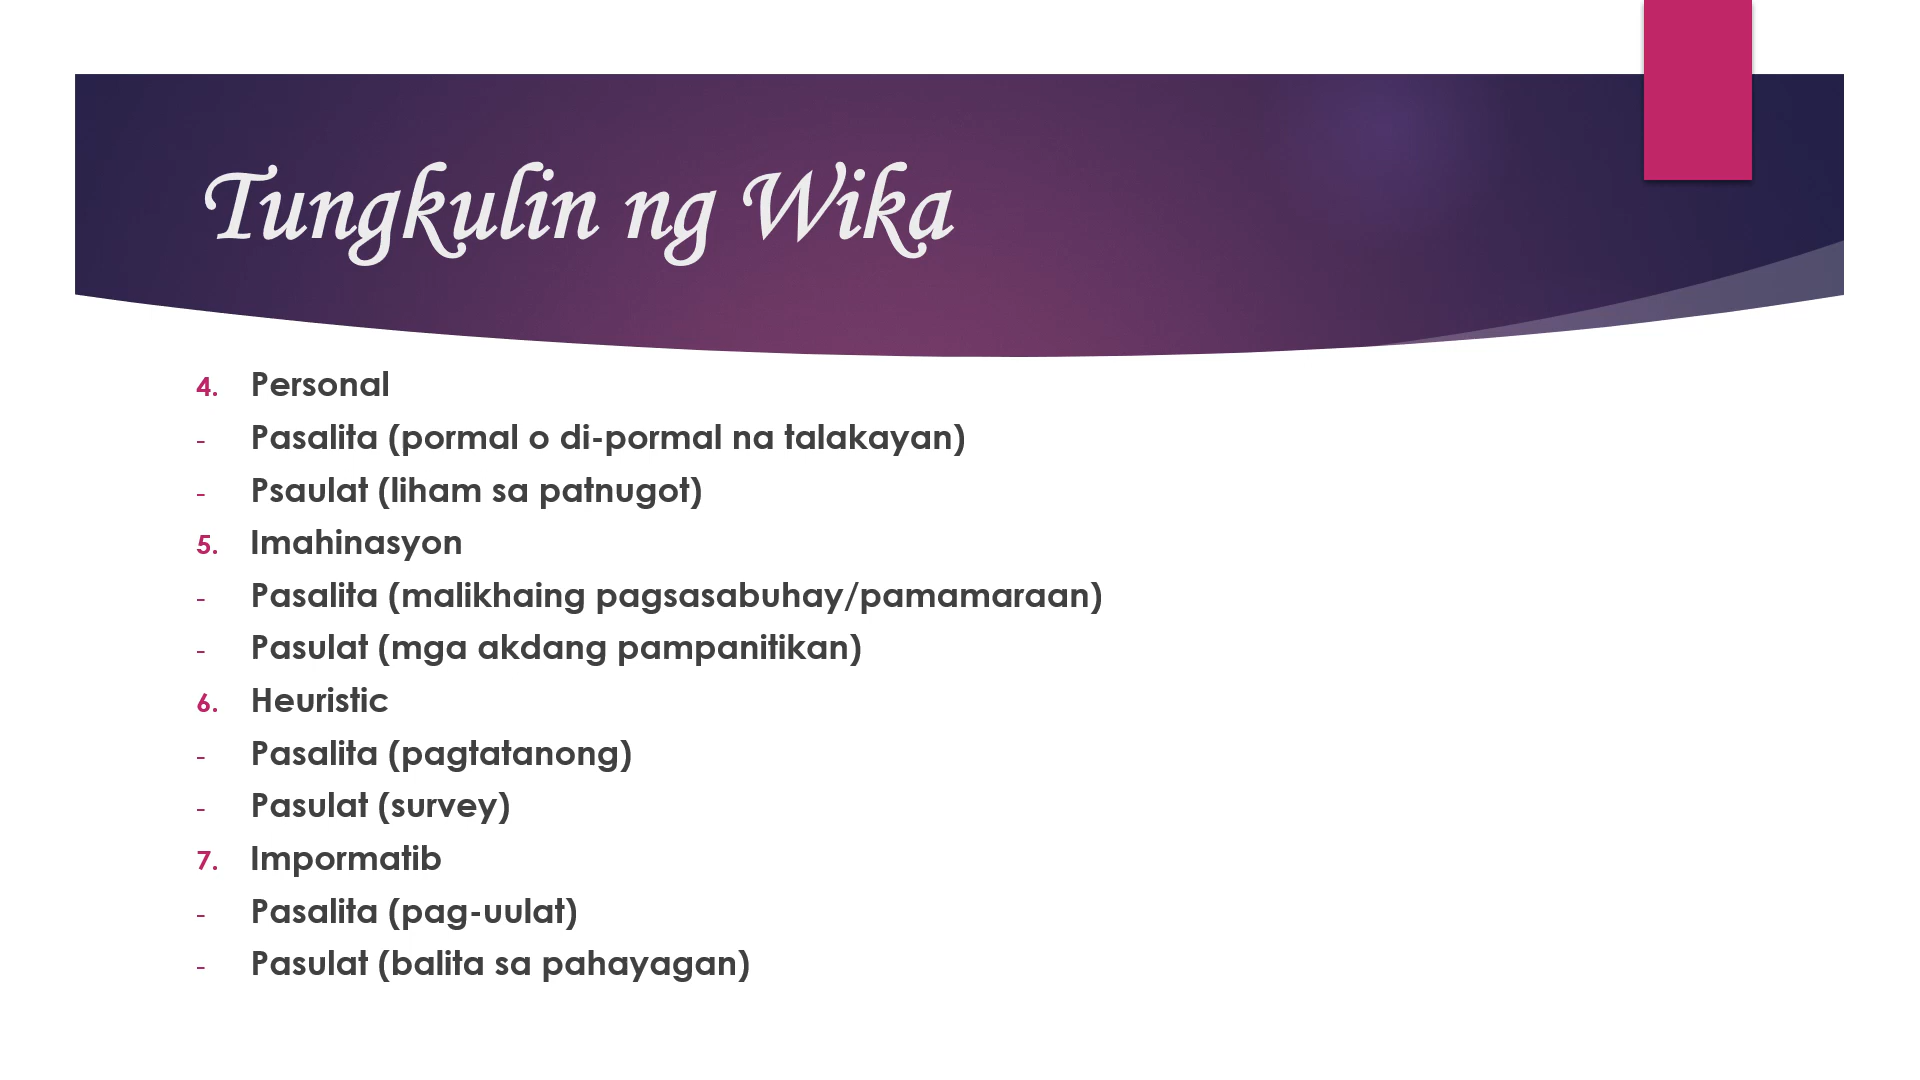 Tungkulin ng Wika
4. Personal
- Pasalita (pormal o di-pormal na talakayan)
- Psaulat (liham sa patnugot)
5. Imahinasyon
- Pasalita (malikhaing pagsasabuhay/pamamaraan)
- Pasulat (mga akdang pampanitikan)
6. Heuristic
- Pasalita (pagtatanong)
- Pasulat (survey)
7. Impormatib
- Pasalita (pag-uulat)
- Pasulat (balita sa pahayagan)